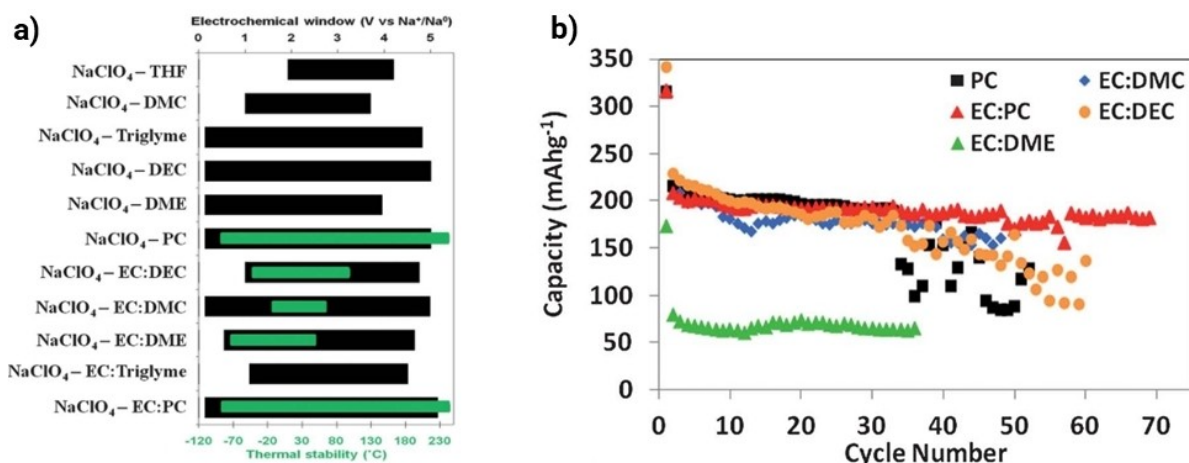 a)
Electrochemical window (V vs Na⁺/Na⁰)
0 1 2 3 4 5
NaClO₄– THF
NaClO₄– DMC
NaClO₄– Triglyme
NaClO₄– DEC
NaClO₄– DME
NaClO₄– PC
NaClO₄– EC:DEC
NaClO₄– EC:DMC
NaClO₄– EC:DME
NaClO₄– EC:Triglyme
NaClO₄– EC:PC
-120 -70 -20 30 80 130 180 230
Thermal stability (°C)
b)
350
300
250
200
150
100
50
0
Capacity (mAhg⁻¹)
PC EC:DMC
EC:PC EC:DEC
EC:DME
0 10 20 30 40 50 60 70
Cycle Number